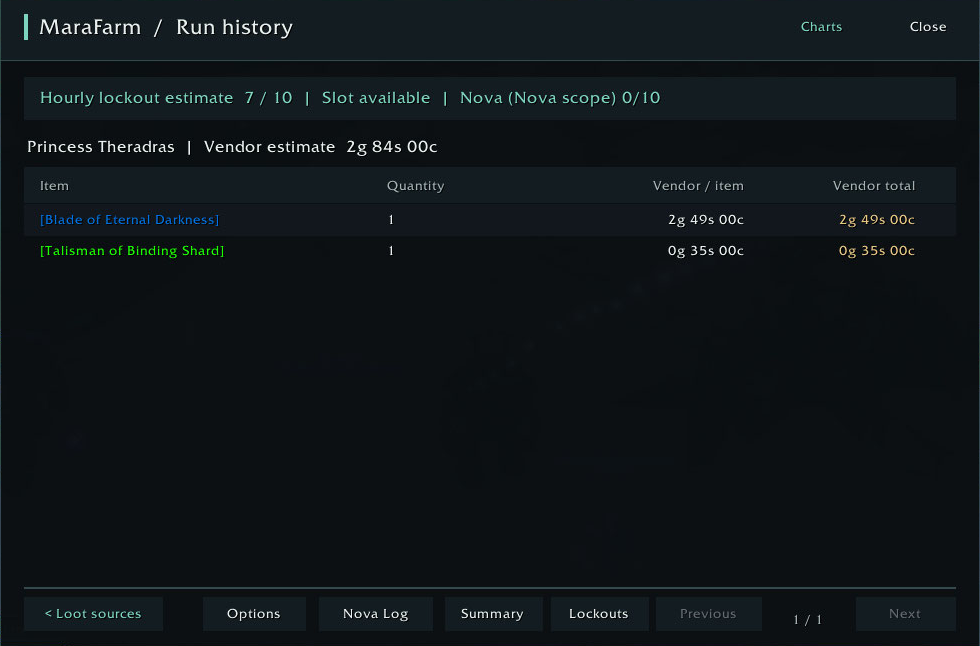 MaraFarm / Run history
Charts
Close
Hourly lockout estimate 7 / 10 | Slot available | Nova (Nova scope) 0/10
Princess Theradras | Vendor estimate 2g 84s 00c
Item Quantity Vendor / item Vendor total
[Blade of Eternal Darkness] 1 2g 49s 00c 2g 49s 00c
[Talisman of Binding Shard] 1 0g 35s 00c 0g 35s 00c
< Loot sources Options Nova Log Summary Lockouts Previous 1 / 1 Next